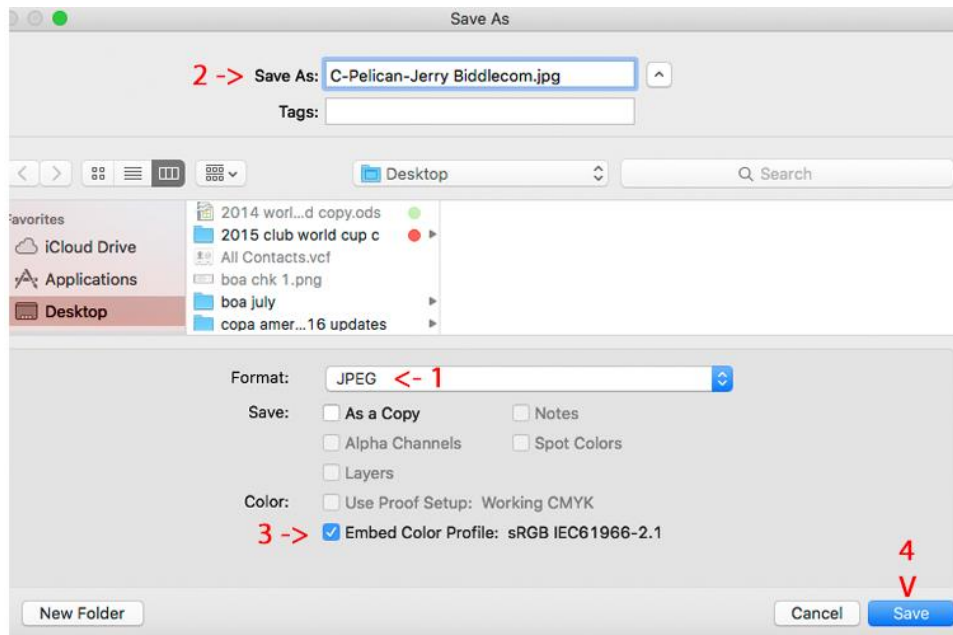 Save As
2 -> Save As: C-Pelican-Jerry Biddlecom.jpg
Tags:
Desktop
Search
Favorites
iCloud Drive
Applications
Desktop
2014 worl...d copy.ods
2015 club world cup c
All Contacts.vcf
boa chk 1.png
boa july
copa amer...16 updates
Format: JPEG <- 1
Save: As a Copy Notes
Alpha Channels Spot Colors
Layers
Color: Use Proof Setup: Working CMYK
3 -> Embed Color Profile: sRGB IEC61966-2.1
4
V
New Folder Cancel Save